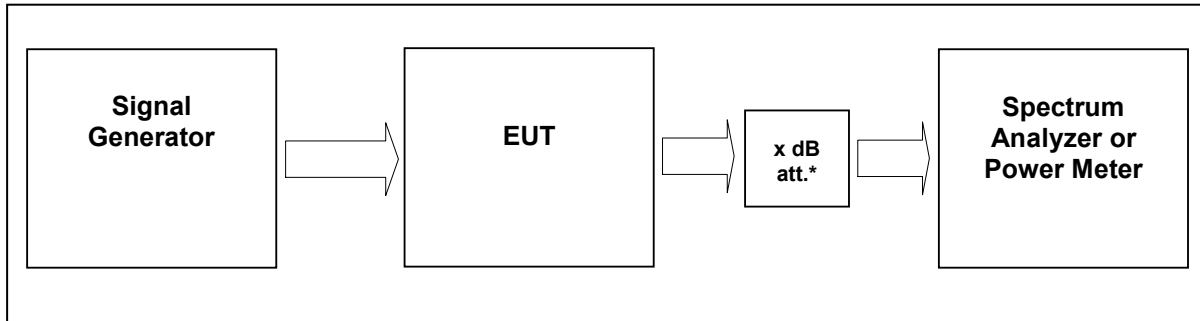 Signal
Generator
EUT
x dB
att.*
Spectrum
Analyzer or
Power Meter